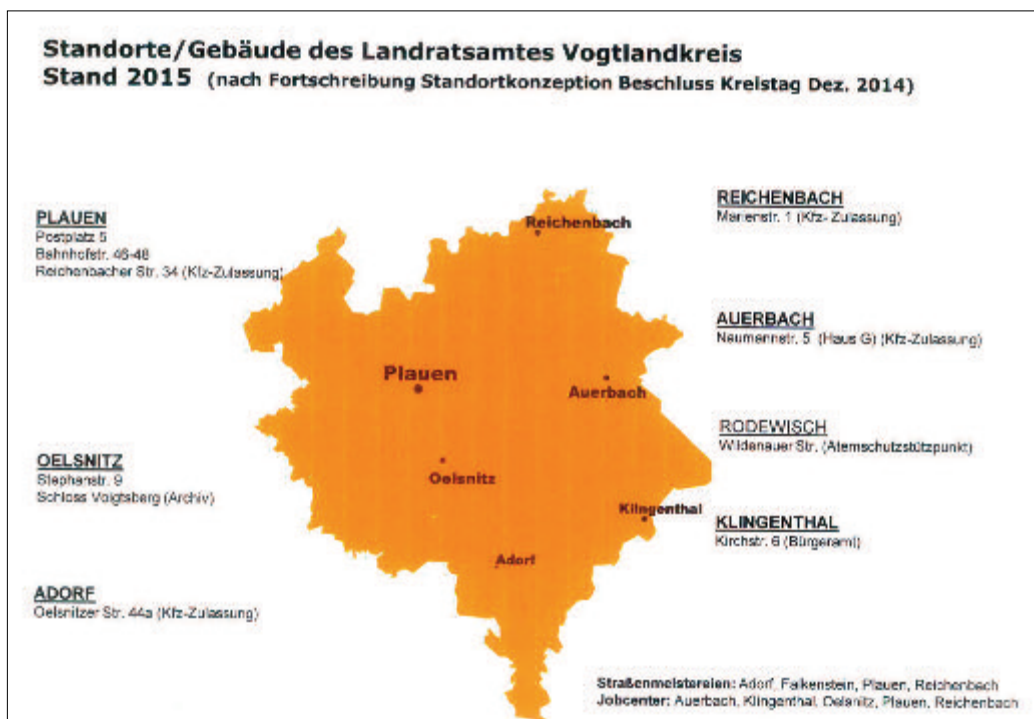 Standorte/Gebäude des Landratsamtes Vogtlandkreis
Stand 2015 (nach Fortschreibung Standortkonzeption Beschluss Kreistag Dez. 2014)
PLAUEN
Postplatz 5
Bahnhofstr. 46-48
Reichenbacher Str. 34 (Kfz-Zulassung)
OELSNITZ
Stephanstr. 9
Schloss Voigtsberg (Archiv)
ADORF
Oelsnitzer Str. 44a (Kfz-Zulassung)
Reichenbach
Plauen
Auerbach
Oelsnitz
Klingenthal
Adorf
REICHENBACH
Marienstr. 1 (Kfz- Zulassung)
AUERBACH
Naumannstr. 5 (Haus G) (Kfz-Zulassung)
RODEWISCH
Wildenauer Str. (Atemschutzstützpunkt)
KLINGENTHAL
Kirchstr. 6 (Bürgeramt)
Straßenmeistereien: Adorf, Falkenstein, Plauen, Reichenbach
Jobcenter: Auerbach, Klingenthal, Oelsnitz, Plauen, Reichenbach